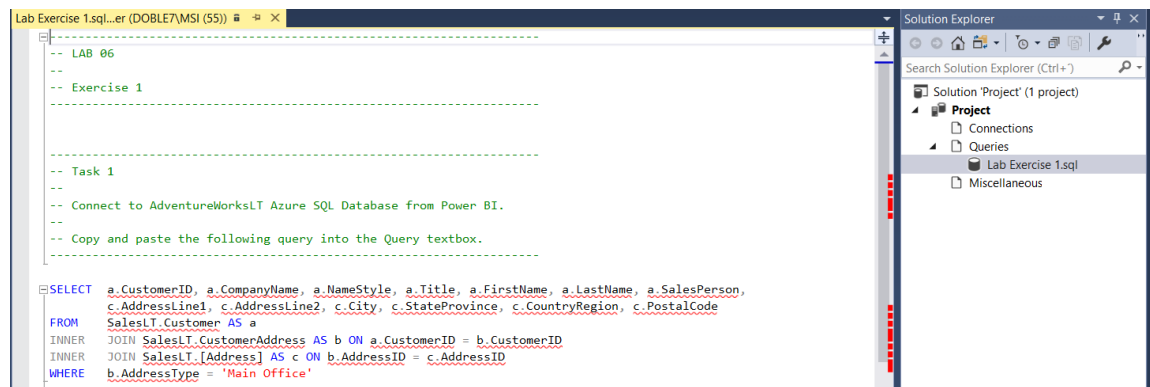 Lab Exercise 1.sql...er (DOBLE7\MSI (55))
-------------------------------------------------------------------
-- LAB 06
--
-- Exercise 1
-------------------------------------------------------------------
-------------------------------------------------------------------
-- Task 1
--
-- Connect to AdventureWorksLT Azure SQL Database from Power BI.
--
-- Copy and paste the following query into the Query textbox.
-------------------------------------------------------------------
SELECT a.CustomerID, a.CompanyName, a.NameStyle, a.Title, a.FirstName, a.LastName, a.SalesPerson,
c.AddressLine1, c.AddressLine2, c.City, c.StateProvince, c.CountryRegion, c.PostalCode
FROM SalesLT.Customer AS a
INNER JOIN SalesLT.CustomerAddress AS b ON a.CustomerID = b.CustomerID
INNER JOIN SalesLT.[Address] AS c ON b.AddressID = c.AddressID
WHERE b.AddressType = 'Main Office'
Solution Explorer
Search Solution Explorer (Ctrl+¨)
Solution 'Project' (1 project)
Project
Connections
Queries
Lab Exercise 1.sql
Miscellaneous